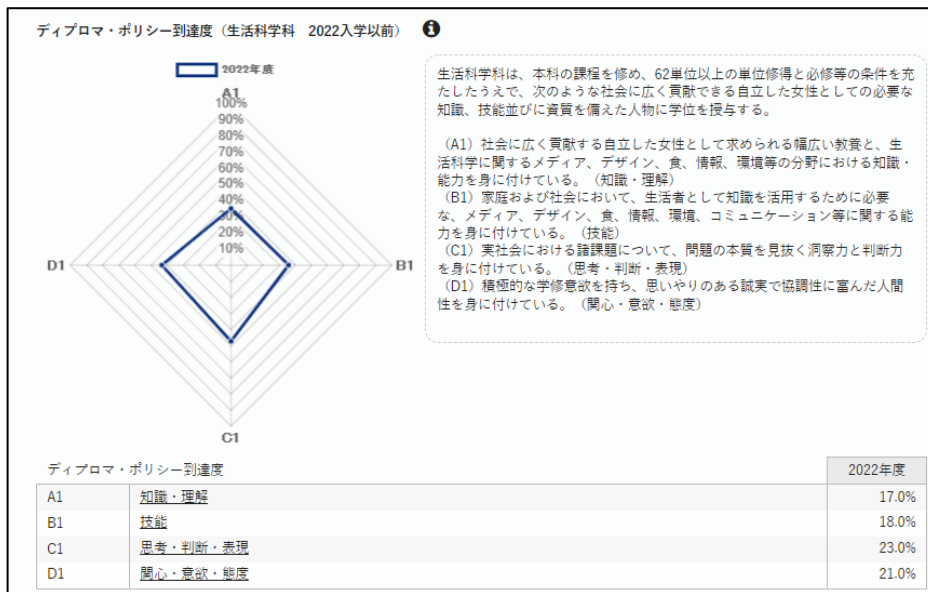 ディプロマ・ポリシー到達度（生活科学科　2022入学以前）
2022年度
A1
100%
90%
80%
70%
60%
50%
40%
30%
20%
10%
D1
B1
C1
生活科学科は、本科の課程を修め、62単位以上の単位修得と必修等の条件を充
たしたうえで、次のような社会に広く貢献できる自立した女性としての必要な
知識、技能並びに資質を備えた人物に学位を授与する。
（A1）社会に広く貢献する自立した女性として求められる幅広い教養と、生
活科学に関するメディア、デザイン、食、情報、環境等の分野における知識・
能力を身に付けている。（知識・理解）
（B1）家庭および社会において、生活者として知識を活用するために必要
な、メディア、デザイン、食、情報、環境、コミュニケーション等に関する能
力を身に付けている。（技能）
（C1）実社会における諸課題について、問題の本質を見抜く洞察力と判断力
を身に付けている。（思考・判断・表現）
（D1）積極的な学修意欲を持ち、思いやりのある誠実で協調性に富んだ人間
性を身に付けている。（関心・意欲・態度）
ディプロマ・ポリシー到達度 2022年度
A1 知識・理解 17.0%
B1 技能 18.0%
C1 思考・判断・表現 23.0%
D1 関心・意欲・態度 21.0%